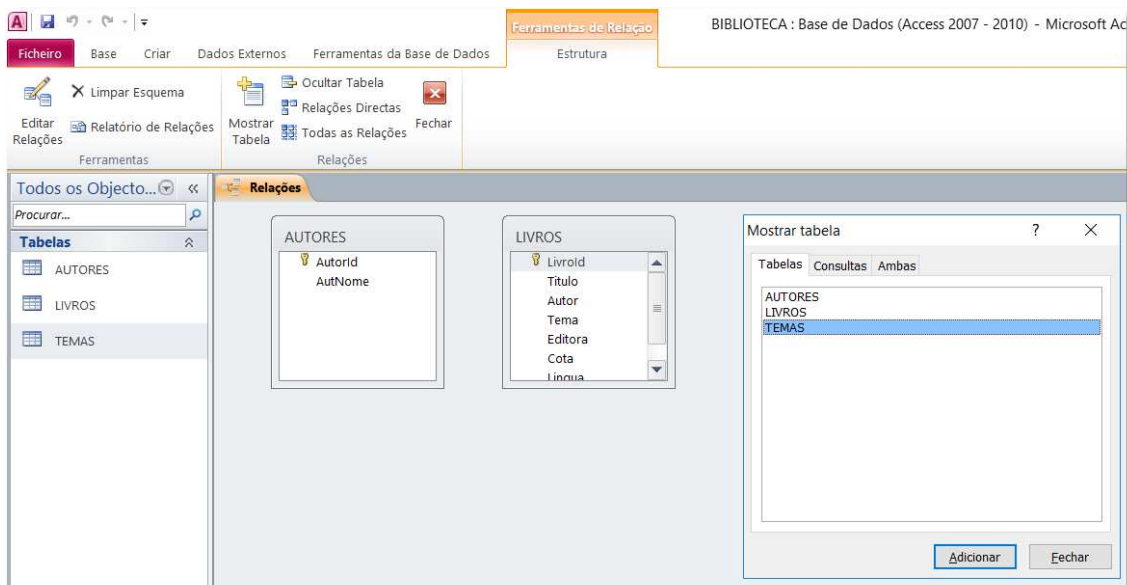 Ferramentas de Relação
BIBLIOTECA : Base de Dados (Access 2007 - 2010) - Microsoft Ac
Ficheiro Base Criar Dados Externos Ferramentas da Base de Dados Estrutura
Editar Relações
Limpar Esquema
Relatório de Relações
Ferramentas
Mostrar Tabela
Ocultar Tabela
Relações Directas
Todas as Relações
Fechar
Relações
Todos os Objecto...
Procurar...
Tabelas
AUTORES
LIVROS
TEMAS
Relações
AUTORES
AutorId
AutNome
LIVROS
LivroId
Titulo
Autor
Tema
Editora
Cota
Lingua
Mostrar tabela
Tabelas Consultas Ambas
AUTORES
LIVROS
TEMAS
Adicionar Fechar